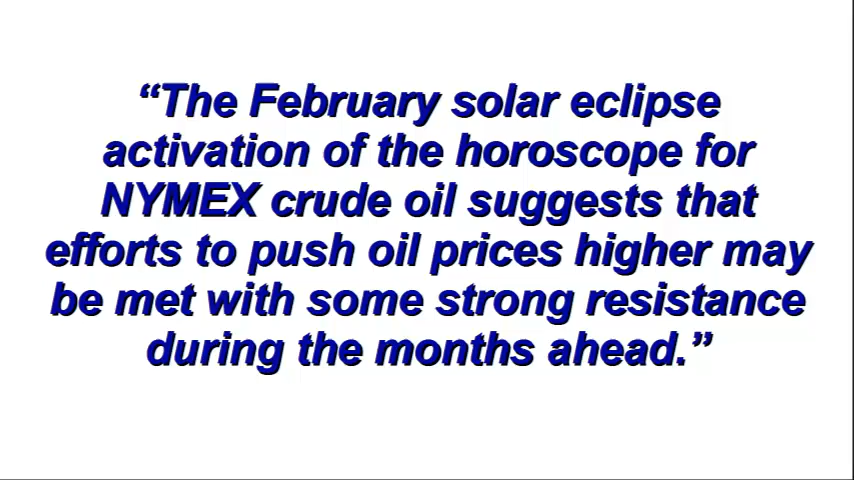 “The February solar eclipse
activation of the horoscope for
NYMEX crude oil suggests that
efforts to push oil prices higher may
be met with some strong resistance
during the months ahead.”